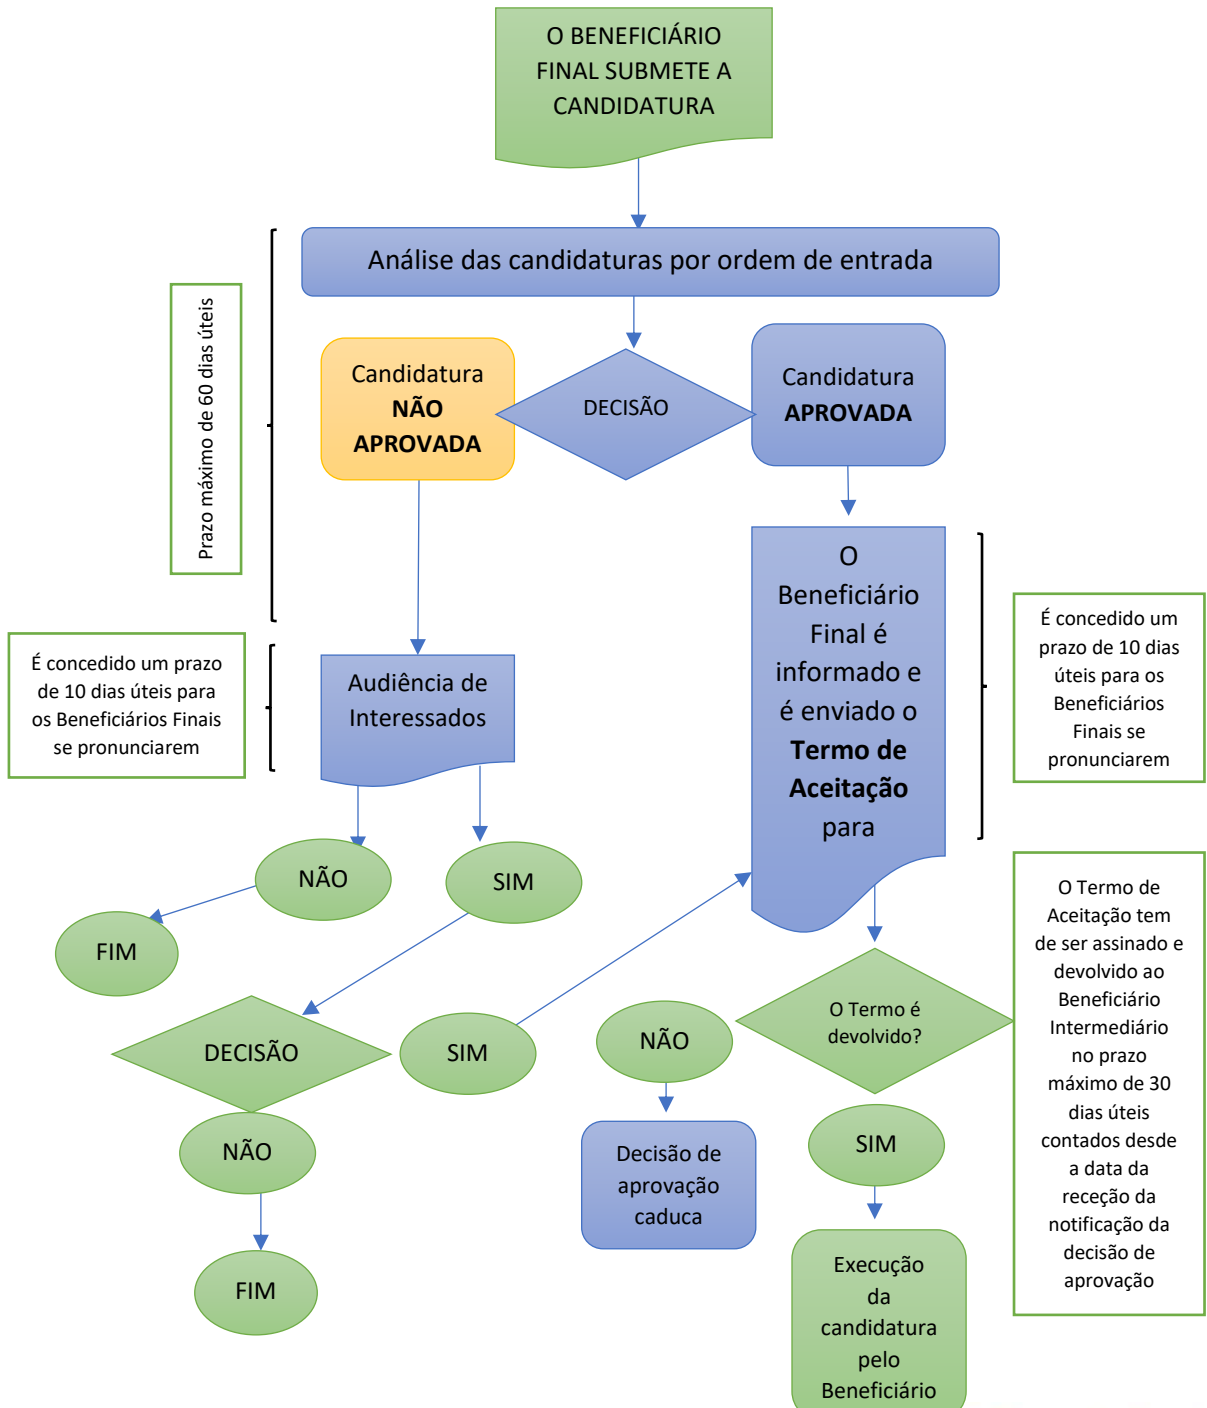 O BENEFICIÁRIO
FINAL SUBMETE A
CANDIDATURA
Análise das candidaturas por ordem de entrada
Prazo máximo de 60 dias úteis
Candidatura
NÃO
APROVADA
DECISÃO
Candidatura
APROVADA
O
Beneficiário
Final é
informado e
é enviado o
Termo de
Aceitação
para
É concedido um
prazo de 10 dias
úteis para os
Beneficiários
Finais se
pronunciarem
É concedido um prazo
de 10 dias úteis para
os Beneficiários Finais
se pronunciarem
Audiência de
Interessados
NÃO
SIM
FIM
DECISÃO
SIM
NÃO
FIM
NÃO
O Termo é
devolvido?
Decisão de
aprovação
caduca
SIM
Execução
da
candidatura
pelo
Beneficiário
O Termo de
Aceitação tem
de ser assinado e
devolvido ao
Beneficiário
Intermediário
no prazo
máximo de 30
dias úteis
contados desde
a data da
receção da
notificação da
decisão de
aprovação